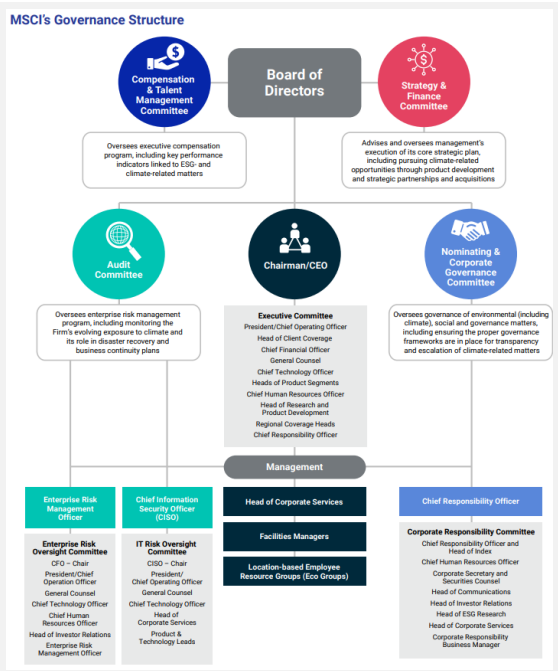 MSCI's Governance Structure
Compensation
& Talent
Management
Committee
Board of
Directors
Strategy &
Finance
Committee
Oversees executive compensation
program, including key performance
indicators linked to ESG- and
climate-related matters
Advises and oversees management's
execution of its core strategic plan,
including pursuing climate-related
opportunities through product development
and strategic partnerships and acquisitions
Audit
Committee
Chairman/CEO
Nominating &
Corporate
Governance
Committee
Oversees enterprise risk management
program, including monitoring the
Firm's evolving exposure to climate and
its role in disaster recovery and
business continuity plans
Executive Committee
President/Chief Operating Officer
Head of Client Coverage
Chief Financial Officer
General Counsel
Chief Technology Officer
Heads of Product Segments
Chief Human Resources Officer
Head of Research and
Product Development
Regional Coverage Heads
Chief Responsibility Officer
Oversees governance of environmental (including
climate), social and governance matters,
including ensuring the proper governance
frameworks are in place for transparency
and escalation of climate-related matters
Management
Enterprise Risk
Management
Officer
Enterprise Risk
Oversight Committee
CFO – Chair
President/Chief
Operation Officer
General Counsel
Chief Technology Officer
Chief Human
Resources Officer
Head of Investor Relations
Enterprise Risk
Management Officer
Chief Information
Security Officer
(CISO)
IT Risk Oversight
Committee
CISO – Chair
President/
Chief Operating Officer
General Counsel
Chief Technology Officer
Head of
Corporate Services
Product &
Technology Leads
Head of Corporate Services
Facilities Managers
Location-based Employee
Resource Groups (Eco Groups)
Chief Responsibility Officer
Corporate Responsibility Committee
Chief Responsibility Officer and
Head of Index
Chief Human Resources Officer
Corporate Secretary and
Securities Counsel
Head of Communications
Head of Investor Relations
Head of ESG Research
Head of Corporate Services
Corporate Responsibility
Business Manager